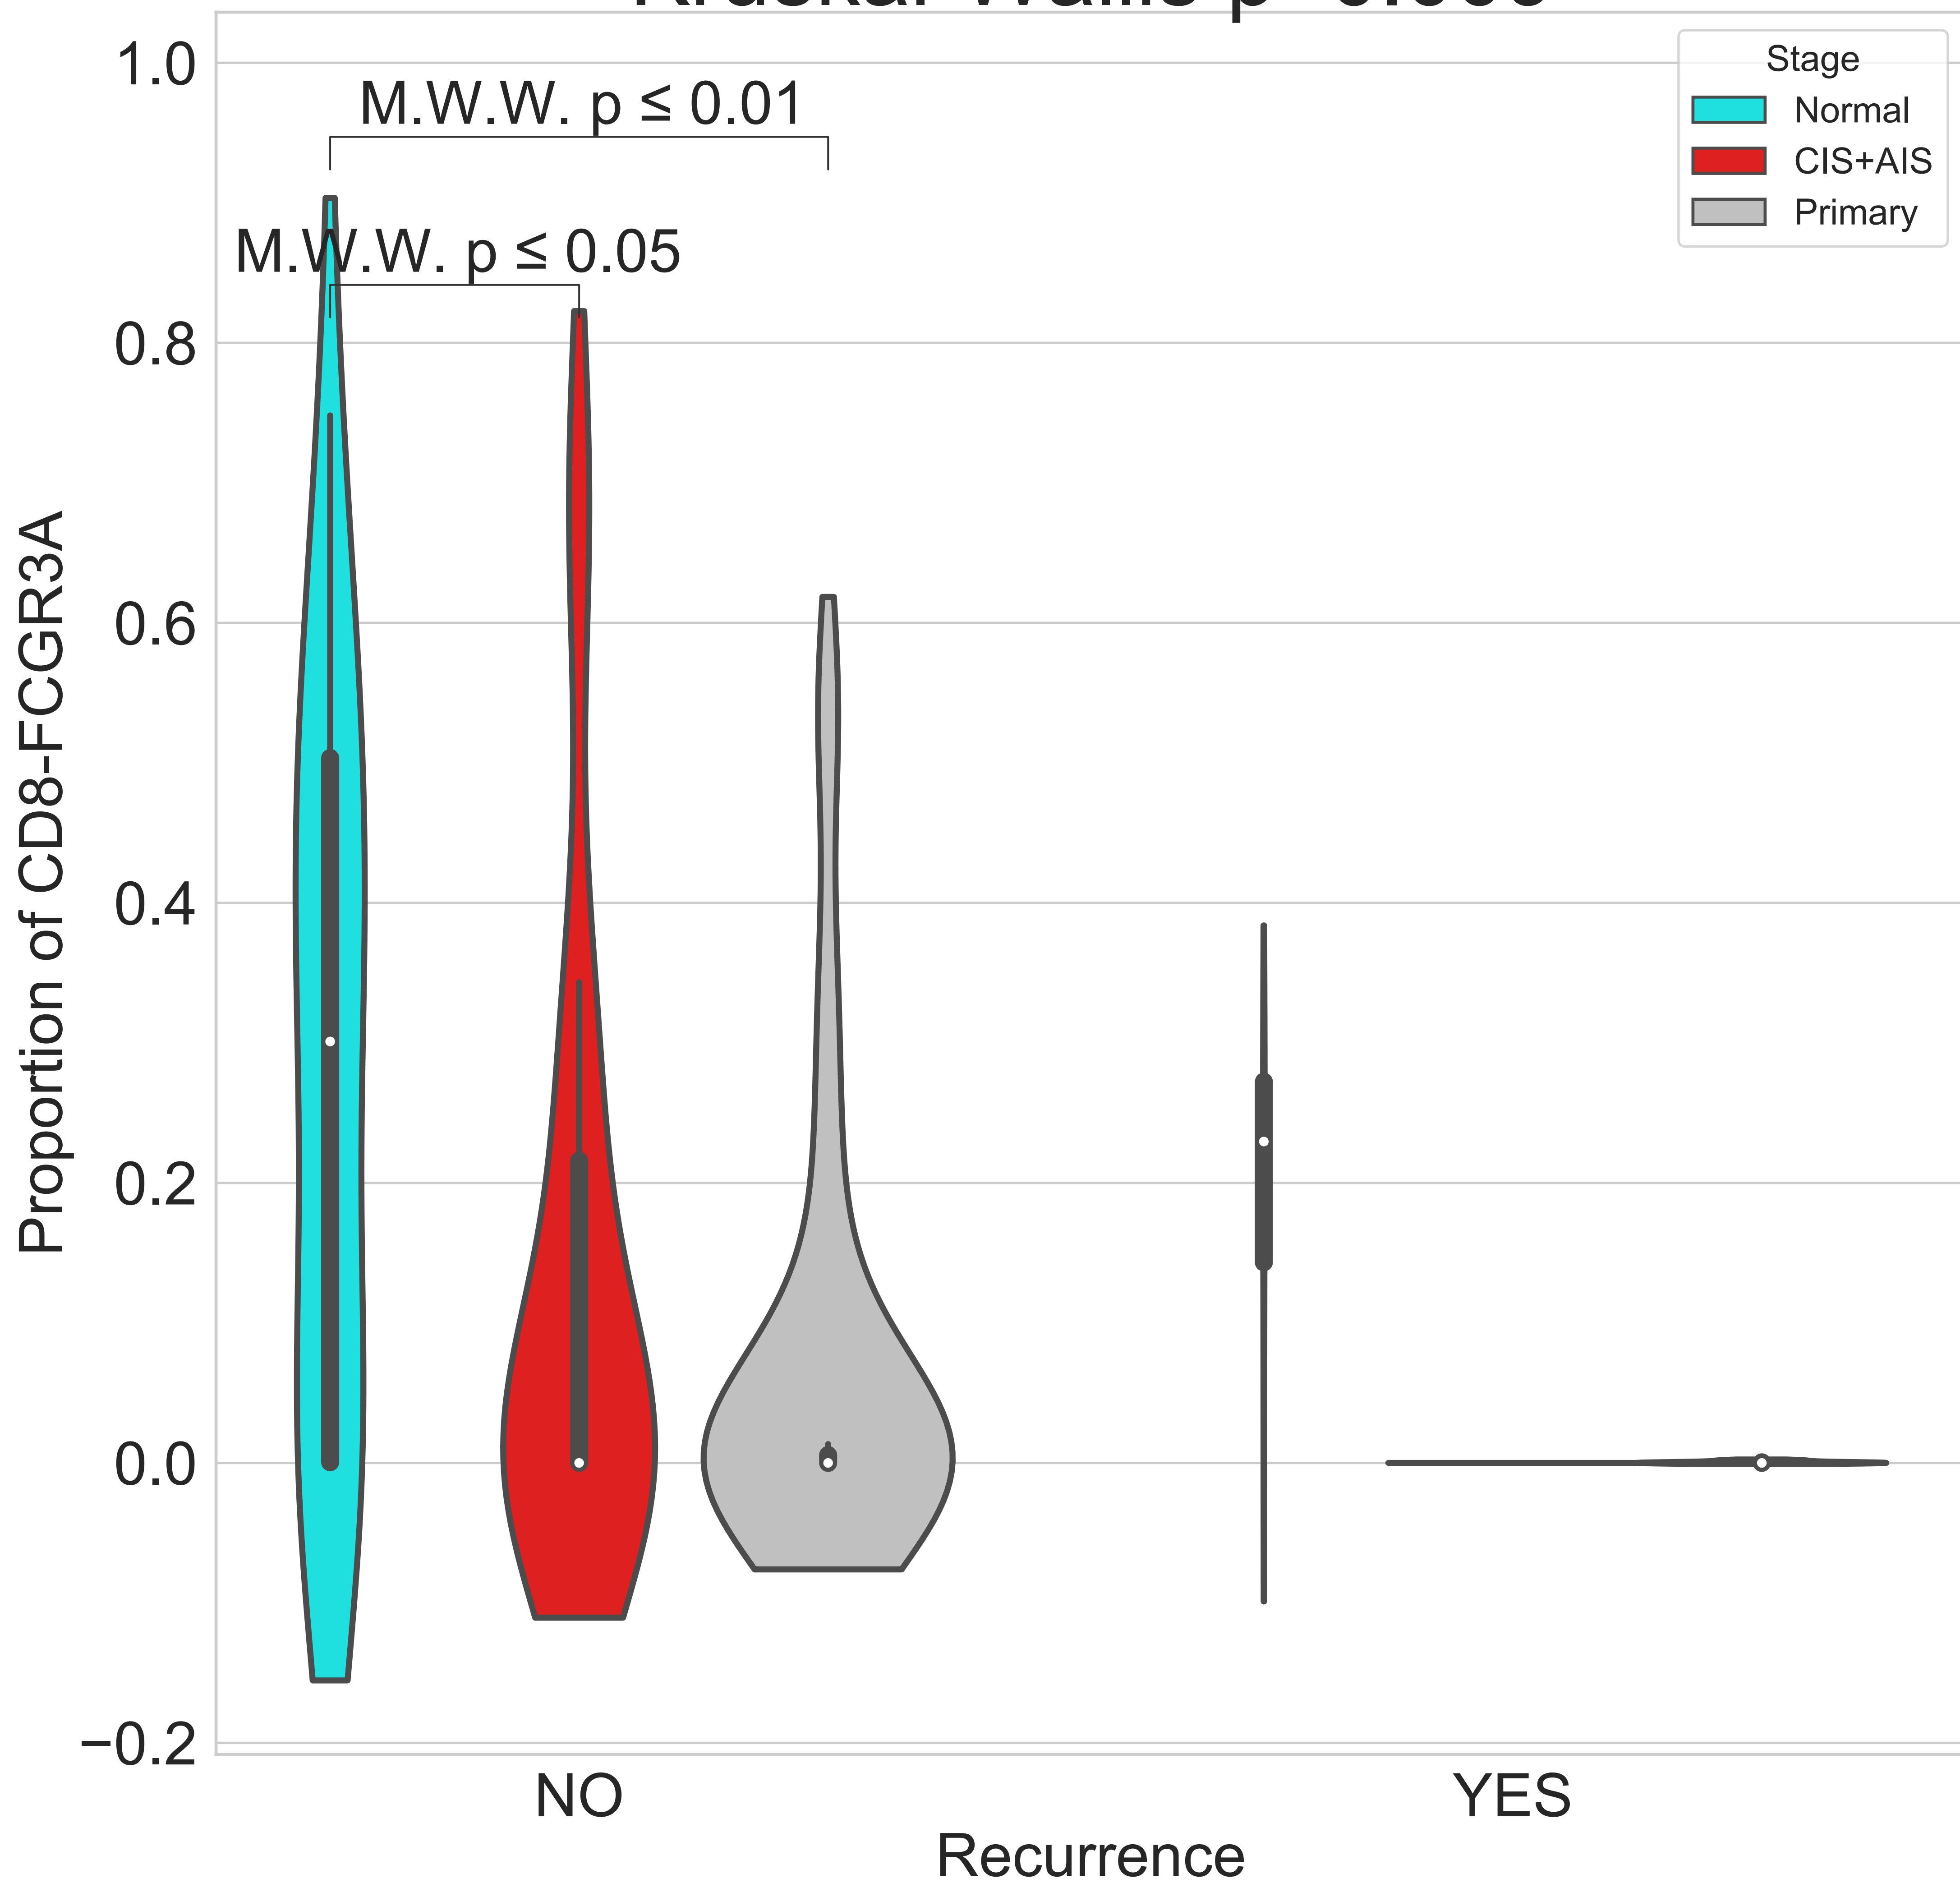 1.0
0.8
0.6
0.4
0.2
0.0
−0.2
Proportion of CD8-FCGR3A
M.W.W. p ≤ 0.01
M.W.W. p ≤ 0.05
Stage
Normal
CIS+AIS
Primary
NO
YES
Recurrence